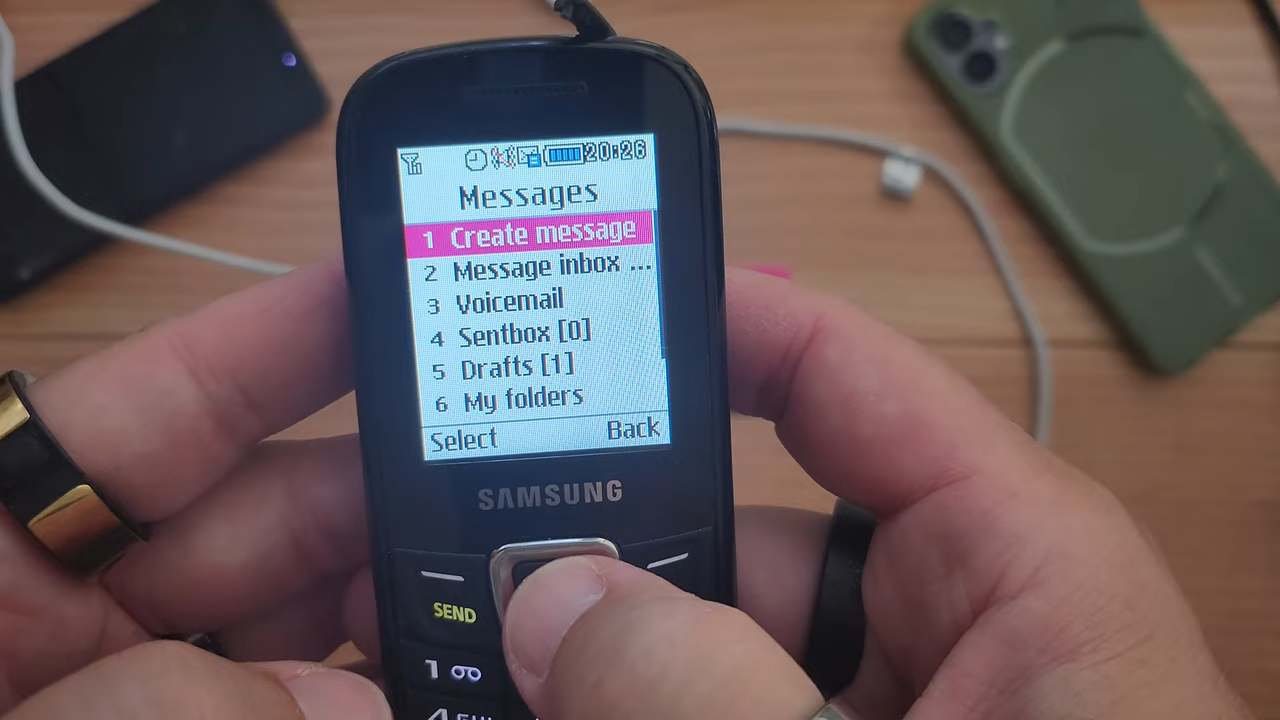 20:26
Messages
1 Create message
2 Message inbox ...
3 Voicemail
4 Sentbox [0]
5 Drafts [1]
6 My folders
Select Back
SAMSUNG
SEND
1
4